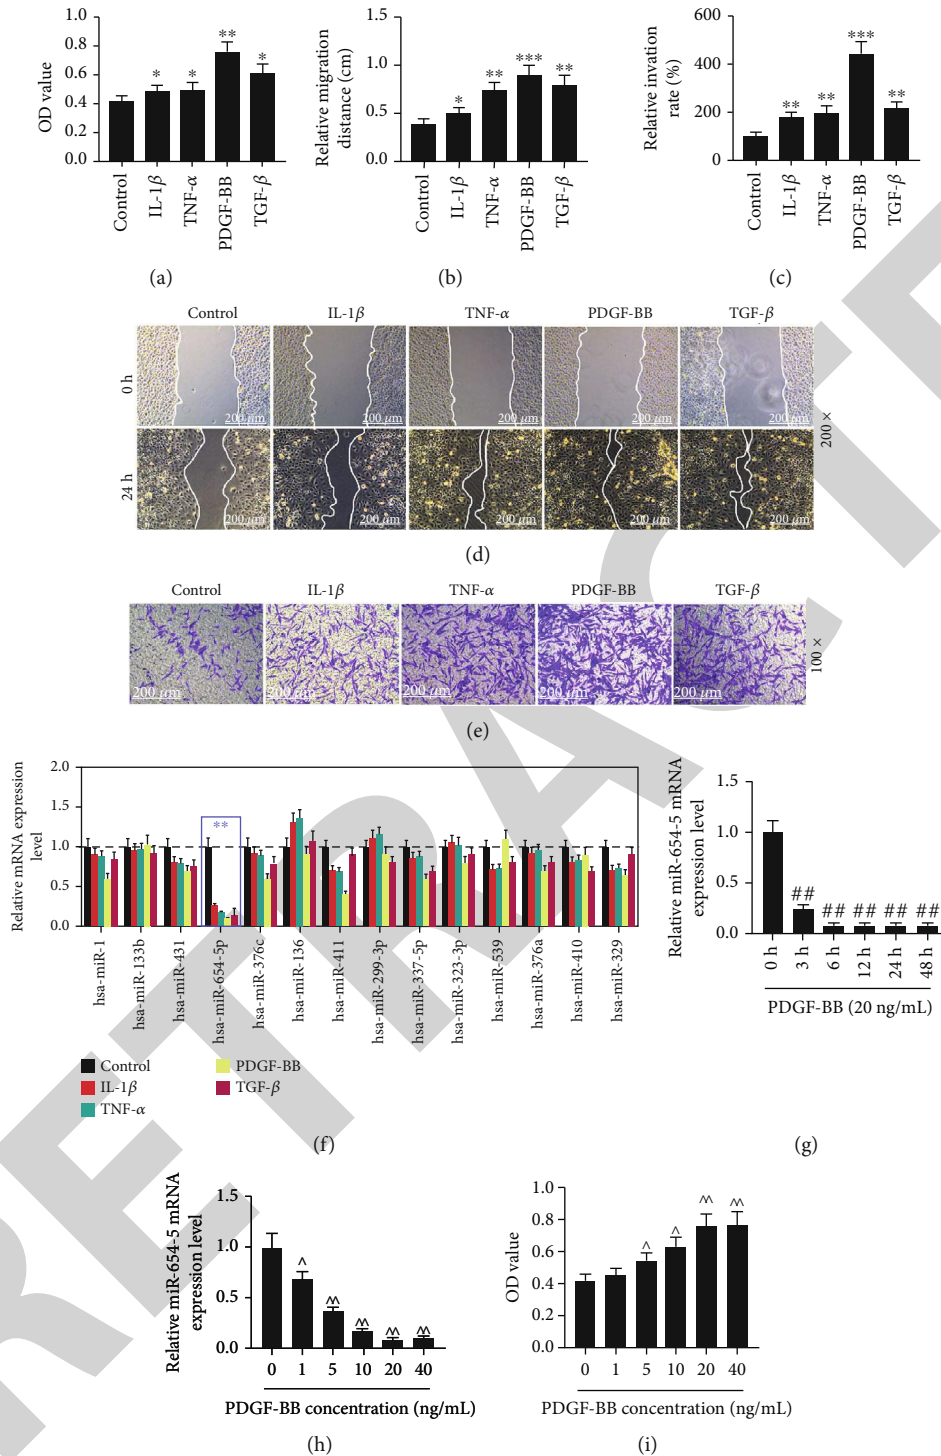 1.0
0.8
0.6
0.4
0.2
0.0
OD value
*
*
**
*
Control
IL-1β
TNF-α
PDGF-BB
TGF-β
(a)
1.5
1.0
0.5
0.0
Relative migration
distance (cm)
*
**
***
**
Control
IL-1β
TNF-α
PDGF-BB
TGF-β
(b)
600
400
200
0
Relative invation
rate (%)
**
**
***
**
Control
IL-1β
TNF-α
PDGF-BB
TGF-β
(c)
Control IL-1β TNF-α PDGF-BB TGF-β
0 h
200 μm 200 μm 200 μm 200 μm 200 μm
24 h
200 μm 200 μm 200 μm 200 μm 200 μm
200 ×
(d)
Control IL-1β TNF-α PDGF-BB TGF-β
200 μm 200 μm 200 μm 200 μm 200 μm
100 ×
(e)
2.0
1.5
1.0
0.5
0.0
Relative mRNA expression
level
**
hsa-miR-1
hsa-miR-133b
hsa-miR-431
hsa-miR-654-5p
hsa-miR-376c
hsa-miR-136
hsa-miR-411
hsa-miR-299-3p
hsa-miR-337-5p
hsa-miR-323-3p
hsa-miR-539
hsa-miR-376a
hsa-miR-410
hsa-miR-329
Control
IL-1β
TNF-α
PDGF-BB
TGF-β
(f)
1.5
1.0
0.5
0.0
Relative miR-654-5 mRNA
expression level
## ## ## ## ##
0 h
3 h
6 h
12 h
24 h
48 h
PDGF-BB (20 ng/mL)
(g)
1.5
1.0
0.5
0.0
Relative miR-654-5 mRNA
expression level
^ ^^ ^^ ^^ ^^
0 1 5 10 20 40
PDGF-BB concentration (ng/mL)
(h)
1.0
0.8
0.6
0.4
0.2
0.0
OD value
^ ^ ^^ ^^
0 1 5 10 20 40
PDGF-BB concentration (ng/mL)
(i)
RETRACTE